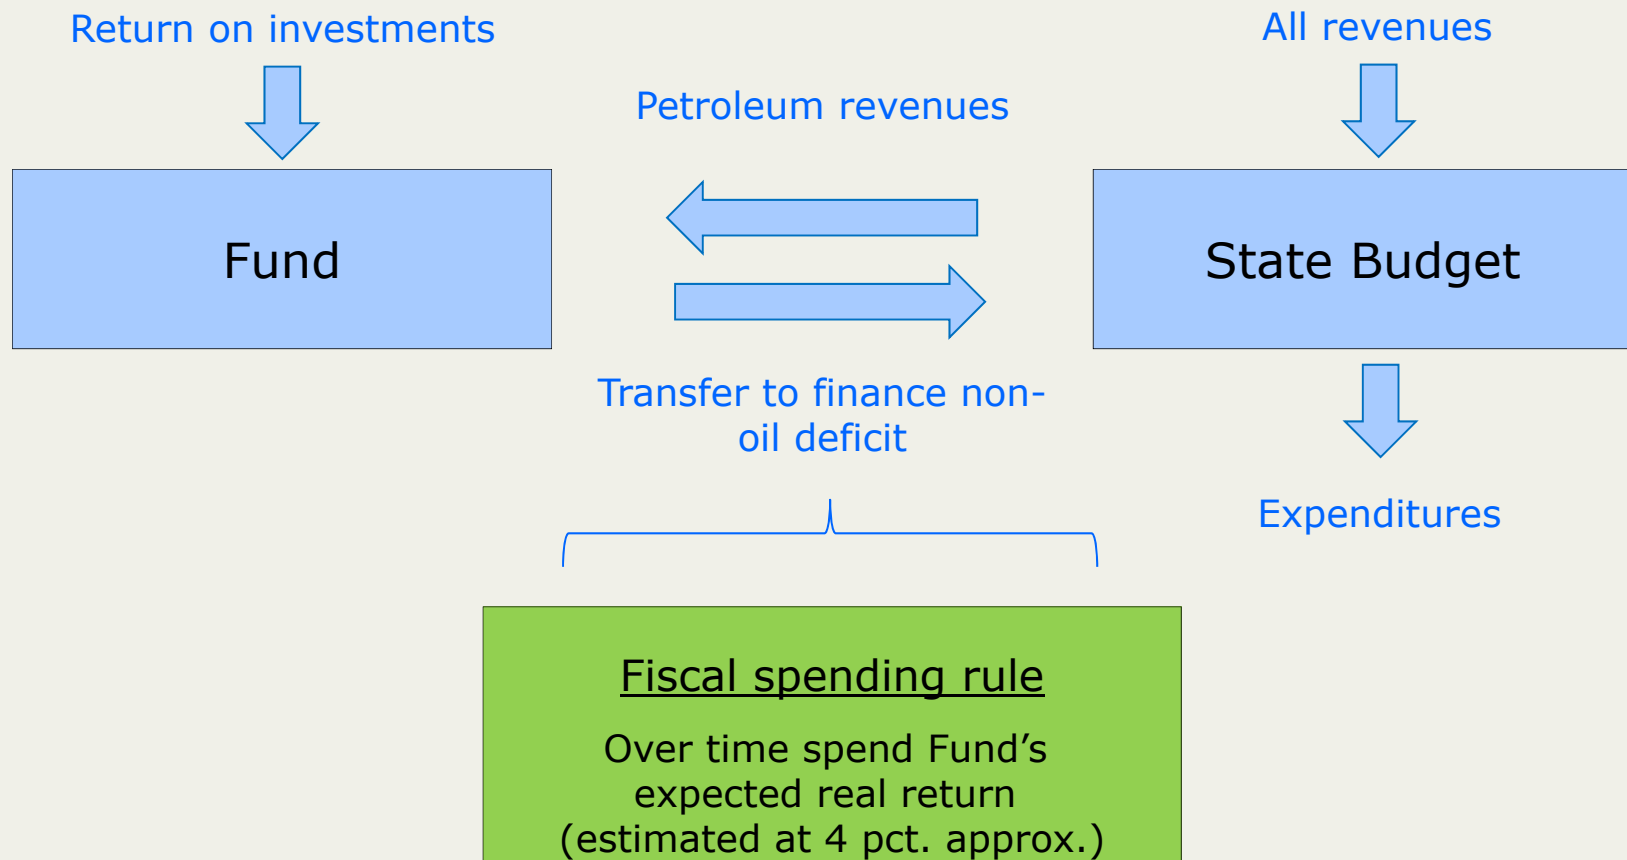 Return on investments
All revenues
Petroleum revenues
Fund
State Budget
Transfer to finance non-
oil deficit
Expenditures
Fiscal spending rule
Over time spend Fund’s
expected real return
(estimated at 4 pct. approx.)